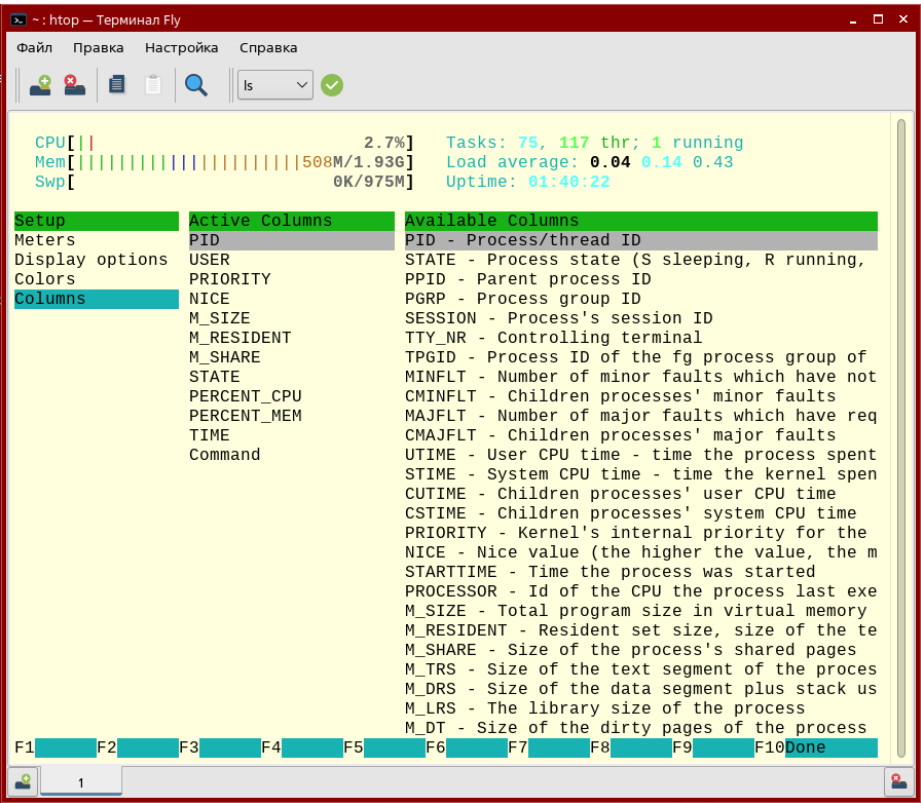 ~ : htop — Терминал Fly
Файл Правка Настройка Справка
ls
CPU[|| 2.7%] Tasks: 75, 117 thr; 1 running
Mem[||||||||||||||||||||||||508M/1.93G] Load average: 0.04 0.14 0.43
Swp[ 0K/975M] Uptime: 01:40:22
Setup Active Columns Available Columns
Meters PID PID - Process/thread ID
Display options USER STATE - Process state (S sleeping, R running,
Colors PRIORITY PPID - Parent process ID
Columns NICE PGRP - Process group ID
M_SIZE SESSION - Process's session ID
M_RESIDENT TTY_NR - Controlling terminal
M_SHARE TPGID - Process ID of the fg process group of
STATE MINFLT - Number of minor faults which have not
PERCENT_CPU CMINFLT - Children processes' minor faults
PERCENT_MEM MAJFLT - Number of major faults which have req
TIME CMAJFLT - Children processes' major faults
Command UTIME - User CPU time - time the process spent
STIME - System CPU time - time the kernel spen
CUTIME - Children processes' user CPU time
CSTIME - Children processes' system CPU time
PRIORITY - Kernel's internal priority for the
NICE - Nice value (the higher the value, the m
STARTTIME - Time the process was started
PROCESSOR - Id of the CPU the process last exe
M_SIZE - Total program size in virtual memory
M_RESIDENT - Resident set size, size of the te
M_SHARE - Size of the process's shared pages
M_TRS - Size of the text segment of the proces
M_DRS - Size of the data segment plus stack us
M_LRS - The library size of the process
M_DT - Size of the dirty pages of the process
F1 F2 F3 F4 F5 F6 F7 F8 F9 F10Done
1